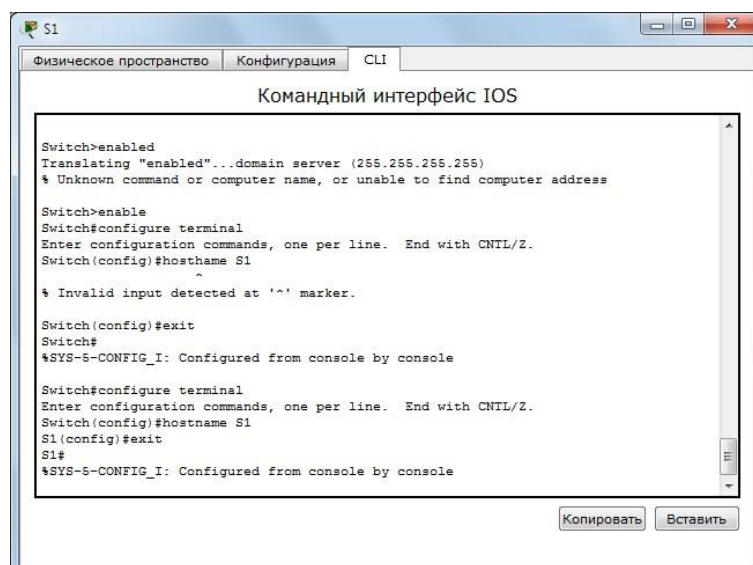 S1
Физическое пространство Конфигурация CLI
Командный интерфейс IOS
Switch>enabled
Translating "enabled"...domain server (255.255.255.255)
% Unknown command or computer name, or unable to find computer address
Switch>enable
Switch#configure terminal
Enter configuration commands, one per line.  End with CNTL/Z.
Switch(config)#hosthame S1
^
% Invalid input detected at '^' marker.
Switch(config)#exit
Switch#
%SYS-5-CONFIG_I: Configured from console by console
Switch#configure terminal
Enter configuration commands, one per line.  End with CNTL/Z.
Switch(config)#hostname S1
S1(config)#exit
S1#
%SYS-5-CONFIG_I: Configured from console by console
Копировать Вставить